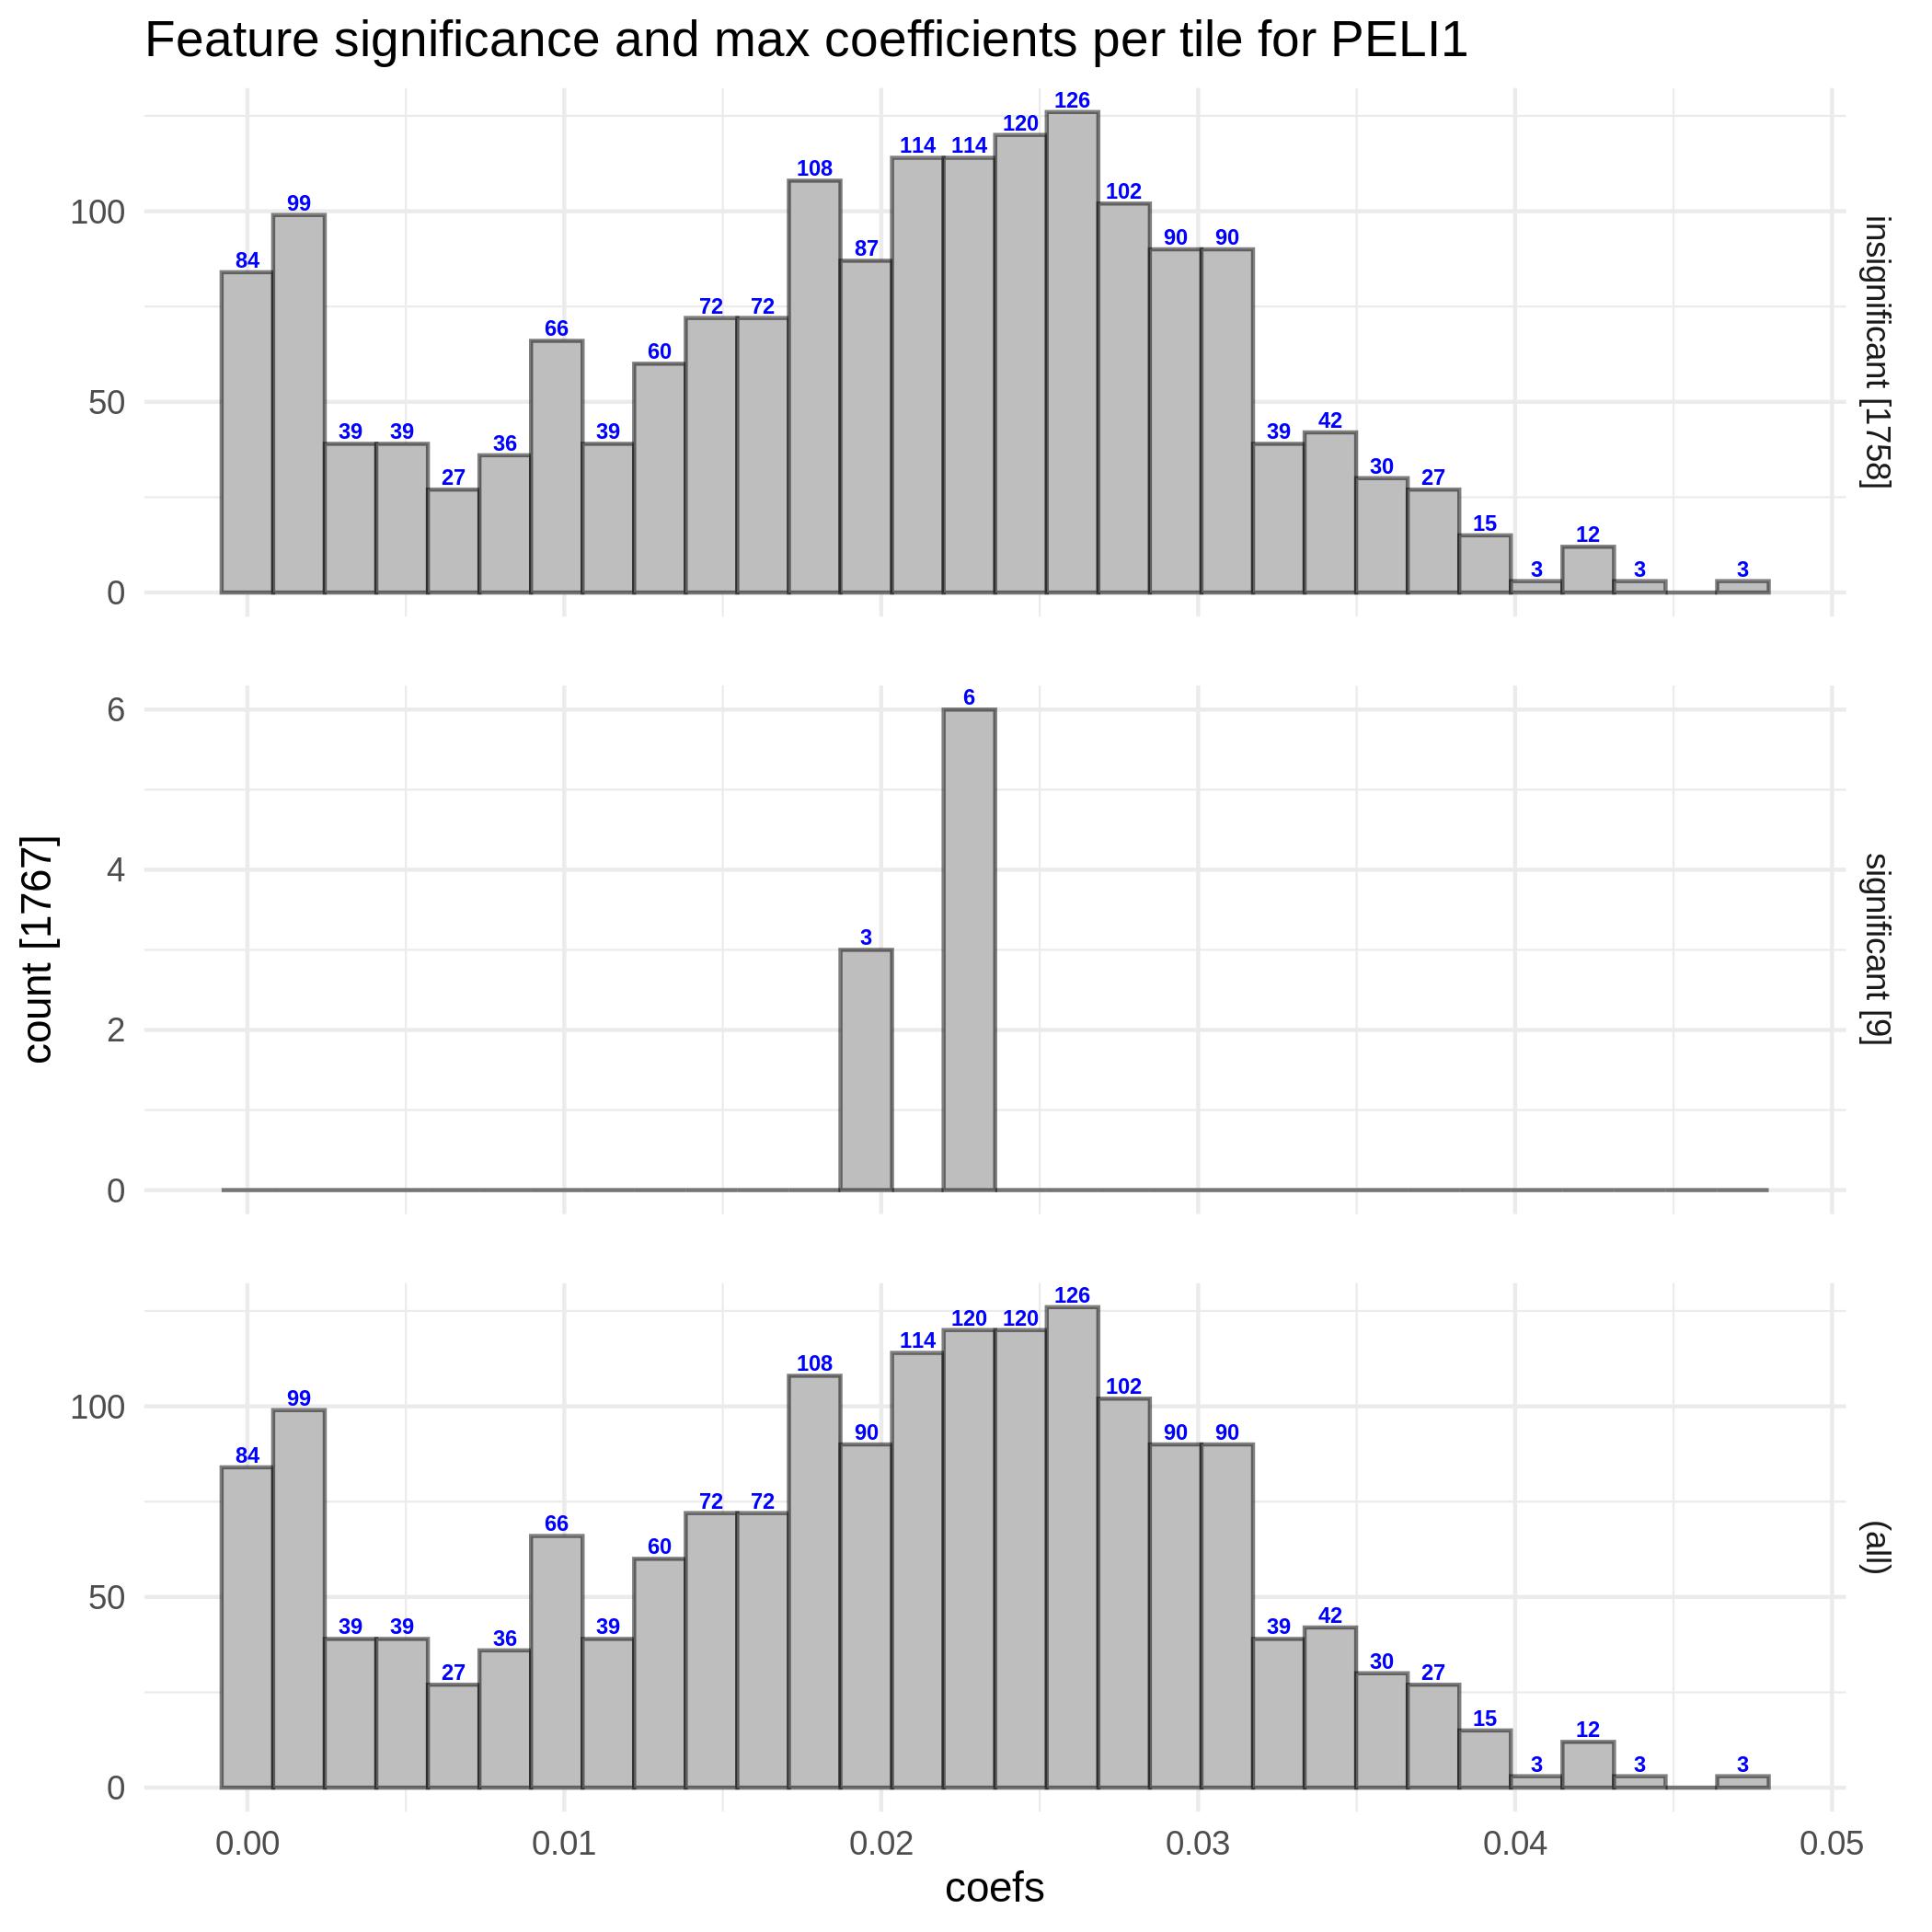 Feature significance and max coefficients per tile for PELI1
84 99 39 39 27 36 66 39 60 72 72 108 87 114 114 120 126 102 90 90 39 42 30 27 15 3 12 3 3
100
50
0
insignificant [1758]
3 6
6
4
2
0
significant [9]
count [1767]
84 99 39 39 27 36 66 39 60 72 72 108 90 114 120 120 126 102 90 90 39 42 30 27 15 3 12 3 3
100
50
0
(all)
0.00 0.01 0.02 0.03 0.04 0.05
coefs